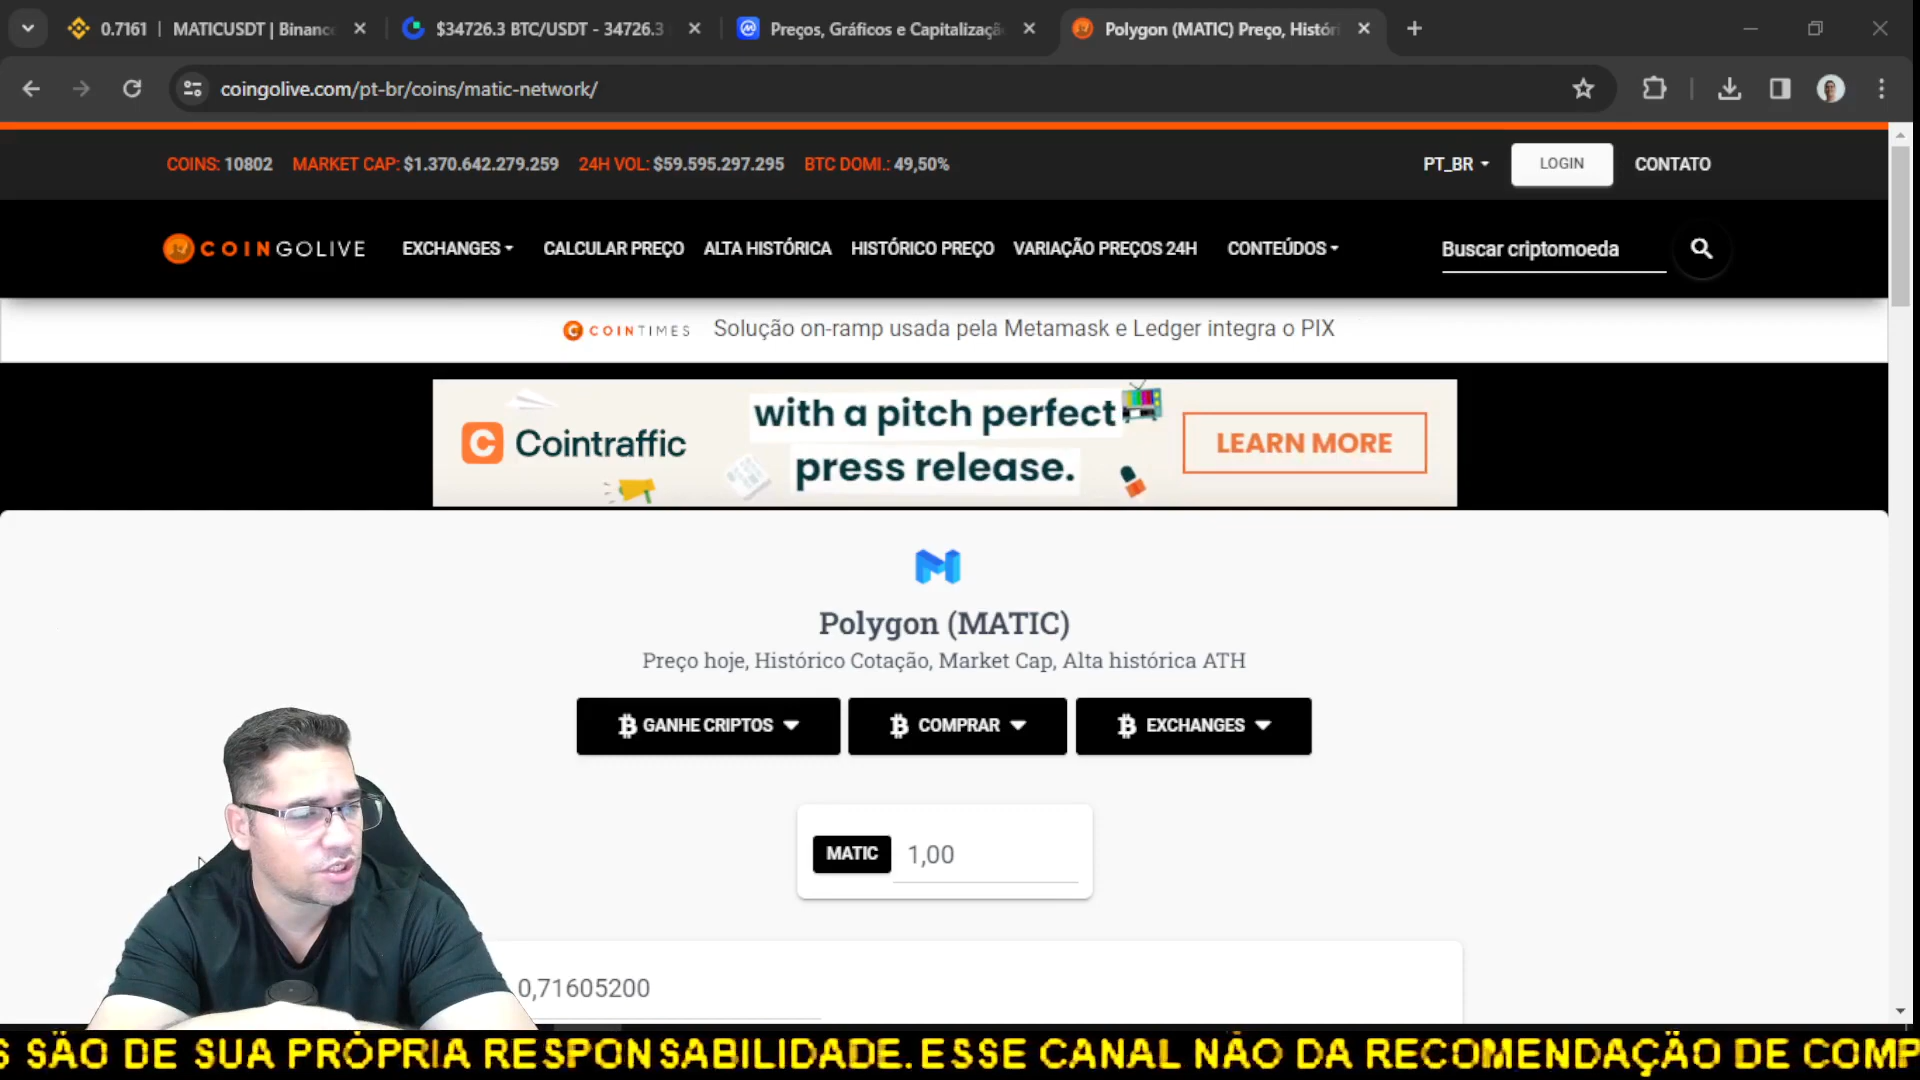 0.7161 | MATICUSDT | Binance
$34726.3 BTC/USDT - 34726.3
Preços, Gráficos e Capitalizaçã
Polygon (MATIC) Preço, Histór
coingolive.com/pt-br/coins/matic-network/
COINS: 10802 MARKET CAP: $1.370.642.279.259 24H VOL: $59.595.297.295 BTC DOMI.: 49,50%
PT_BR LOGIN CONTATO
COINGOLIVE EXCHANGES CALCULAR PREÇO ALTA HISTÓRICA HISTÓRICO PREÇO VARIAÇÃO PREÇOS 24H CONTEÚDOS Buscar criptomoeda
COINTIMES Solução on-ramp usada pela Metamask e Ledger integra o PIX
Cointraffic
with a pitch perfect
press release.
LEARN MORE
Polygon (MATIC)
Preço hoje, Histórico Cotação, Market Cap, Alta histórica ATH
GANHE CRIPTOS COMPRAR EXCHANGES
MATIC 1,00
0,71605200
S SÃO DE SUA PRÓPRIA RESPONSABILIDADE. ESSE CANAL NÃO DA RECOMENDAÇÃO DE COMP